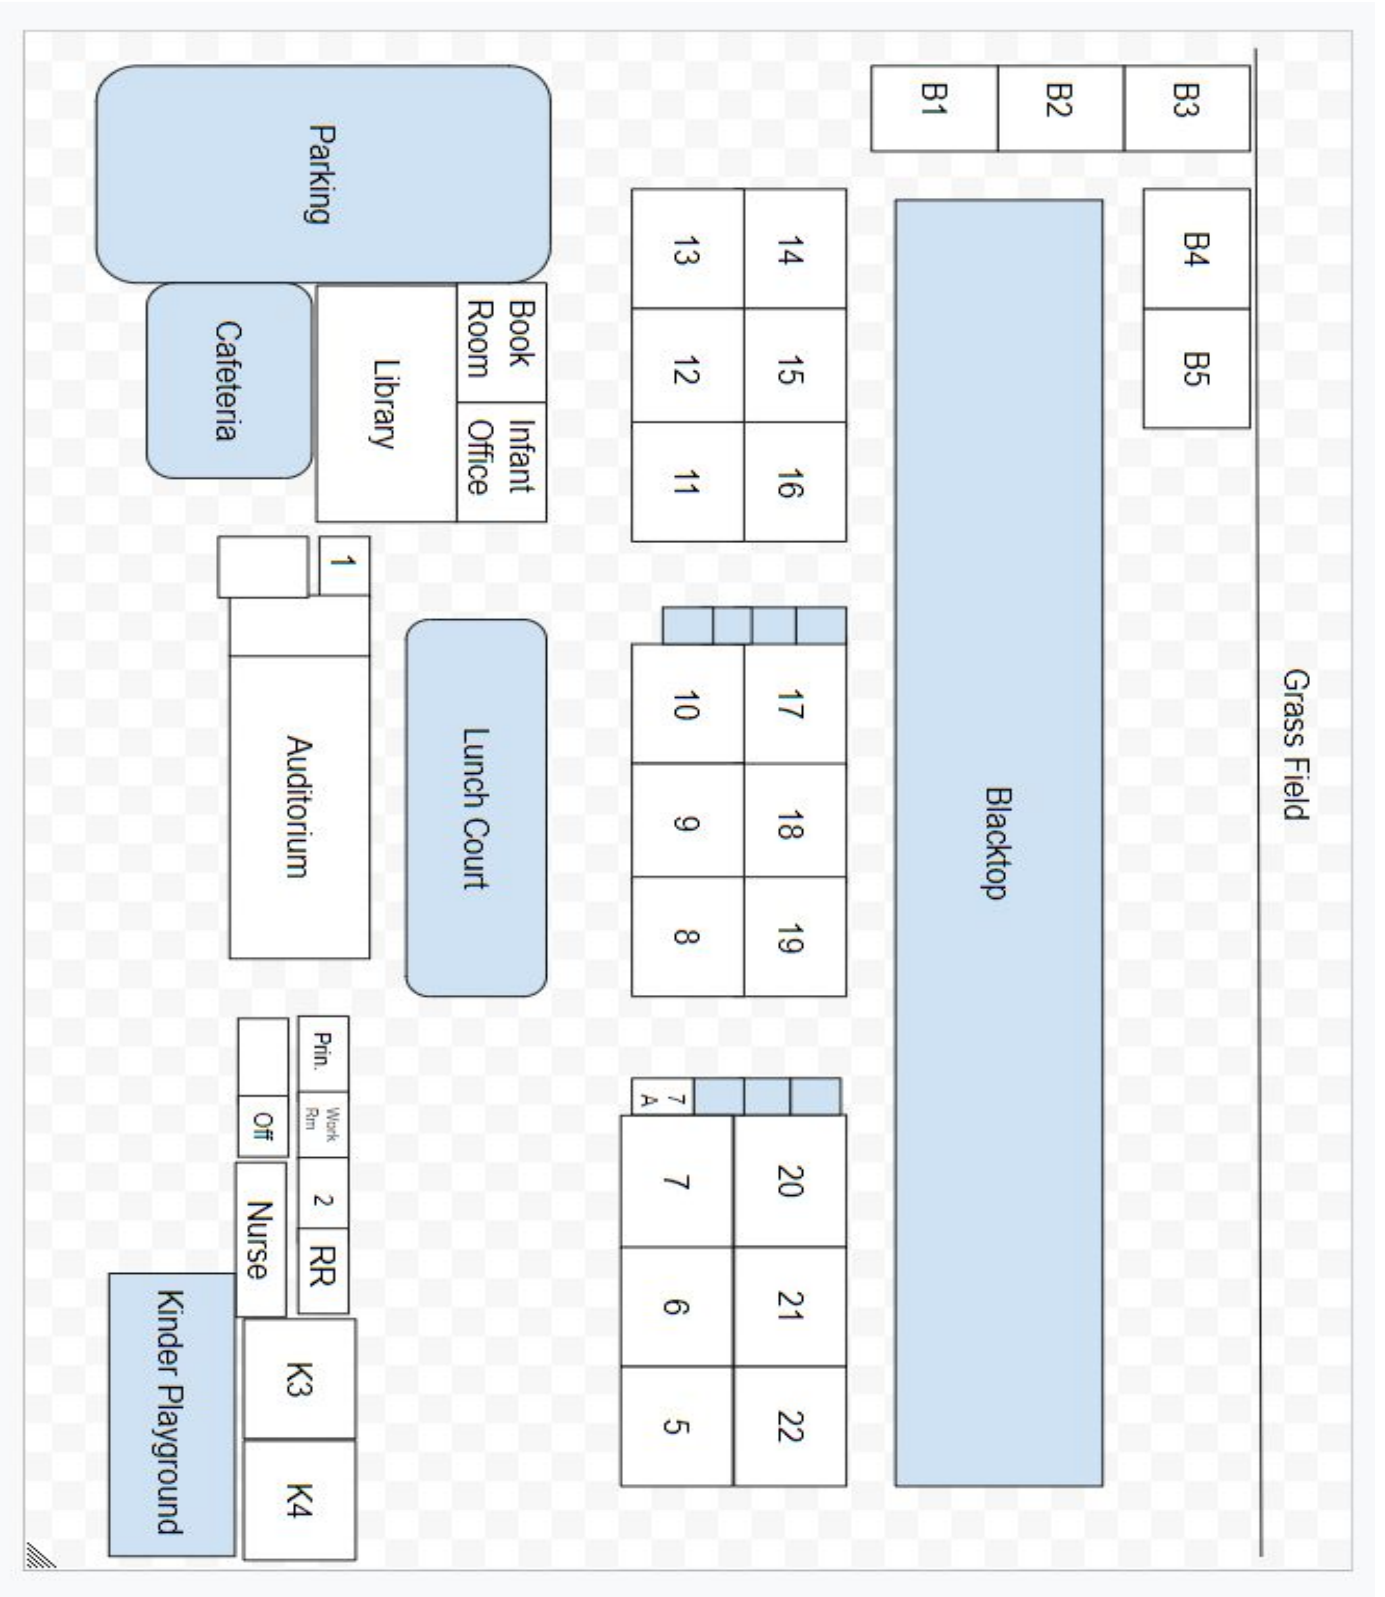 Grass Field
B3
B2
B1
B4
B5
Blacktop
14
15
16
17
18
19
20
21
22
13
12
11
10
9
8
7
A
7
6
5
Parking
Book
Room
Infant
Office
Library
Cafeteria
1
Lunch Court
Auditorium
Prin.
Work
Rm
2
RR
Off
Nurse
K3
K4
Kinder Playground